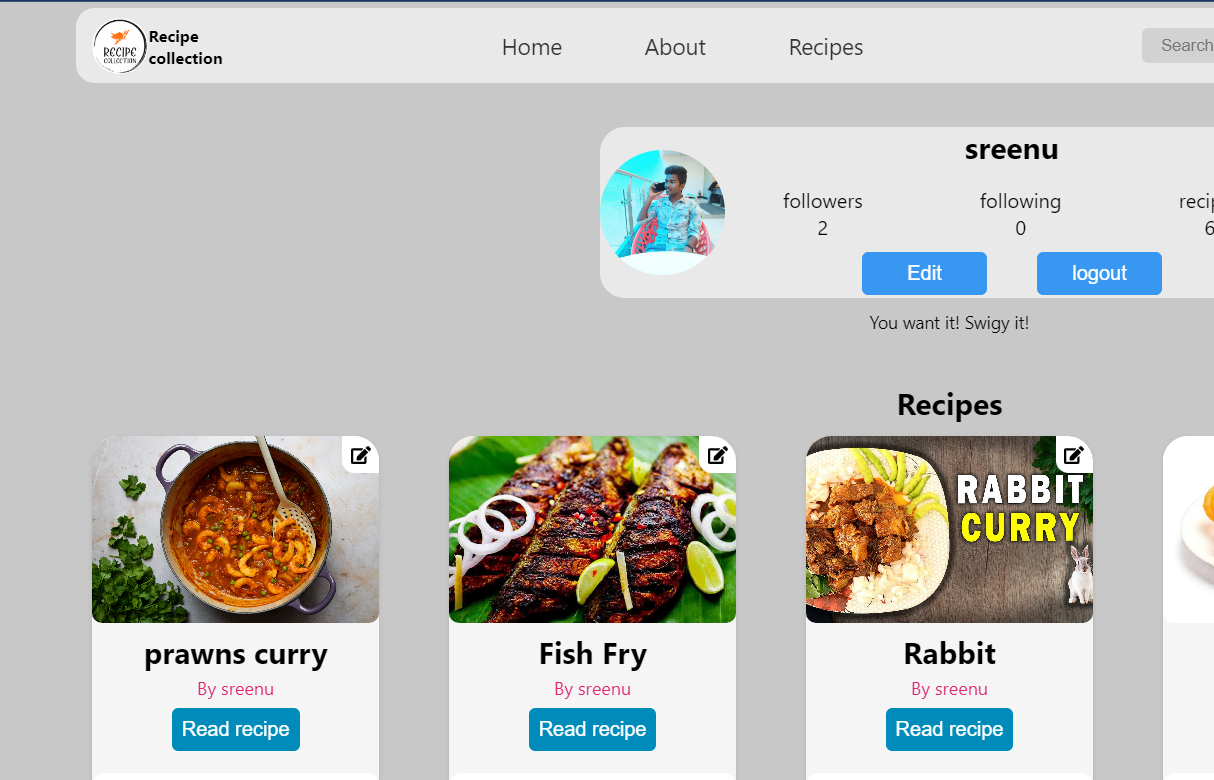 RECIPE
COLLECTION
Recipe
collection
Home
About
Recipes
Search
sreenu
followers
following
2
0
6
Edit
logout
You want it! Swigy it!
Recipes
RABBIT
CURRY
prawns curry
Fish Fry
Rabbit
By sreenu
By sreenu
By sreenu
Read recipe
Read recipe
Read recipe